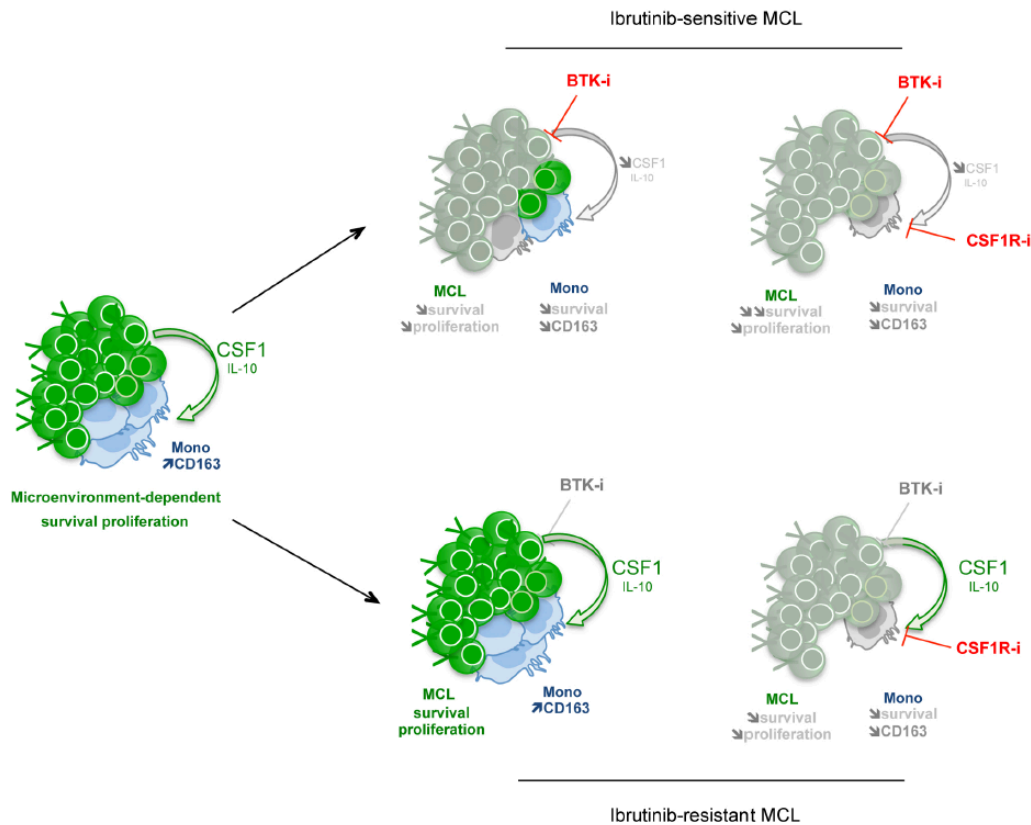 Ibrutinib-sensitive MCL
BTK-i
↘CSF1
IL-10
MCL
↘survival
↘proliferation
Mono
↘survival
↘CD163
BTK-i
↘CSF1
IL-10
CSF1R-i
MCL
↘↘survival
↘proliferation
Mono
↘survival
↘CD163
CSF1
IL-10
Mono
↗CD163
Microenvironment-dependent
survival proliferation
BTK-i
CSF1
IL-10
MCL
survival
proliferation
Mono
↗CD163
BTK-i
CSF1
IL-10
CSF1R-i
MCL
↘survival
↘proliferation
Mono
↘survival
↘CD163
Ibrutinib-resistant MCL